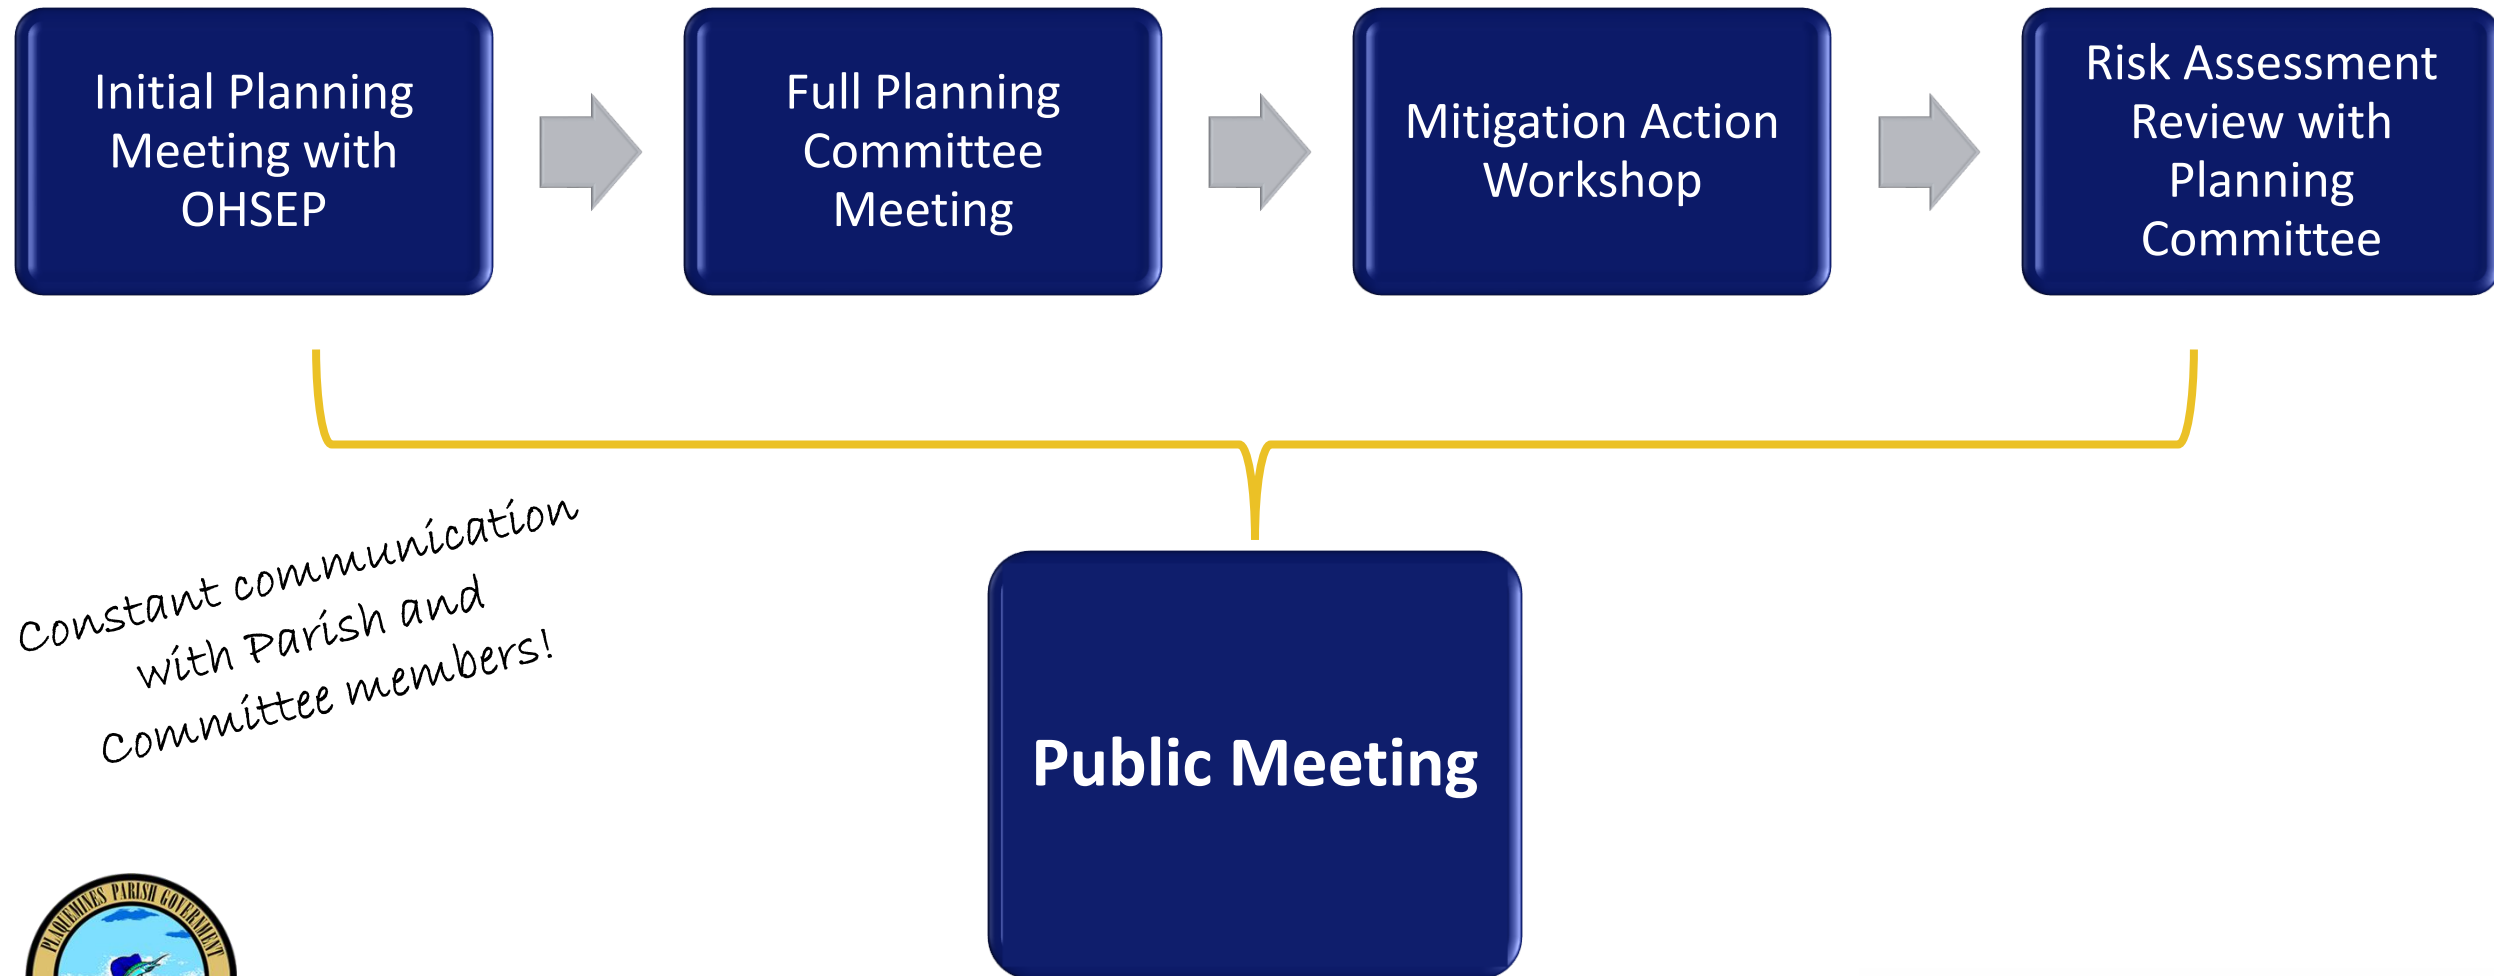 Initial Planning
Meeting with
OHSEP
Full Planning
Committee
Meeting
Mitigation Action
Workshop
Risk Assessment
Review with
Planning
Committee
Constant communication
with Parish and
Committee members!
Public Meeting
PLAQUEMINES PARISH GOVERNMENT